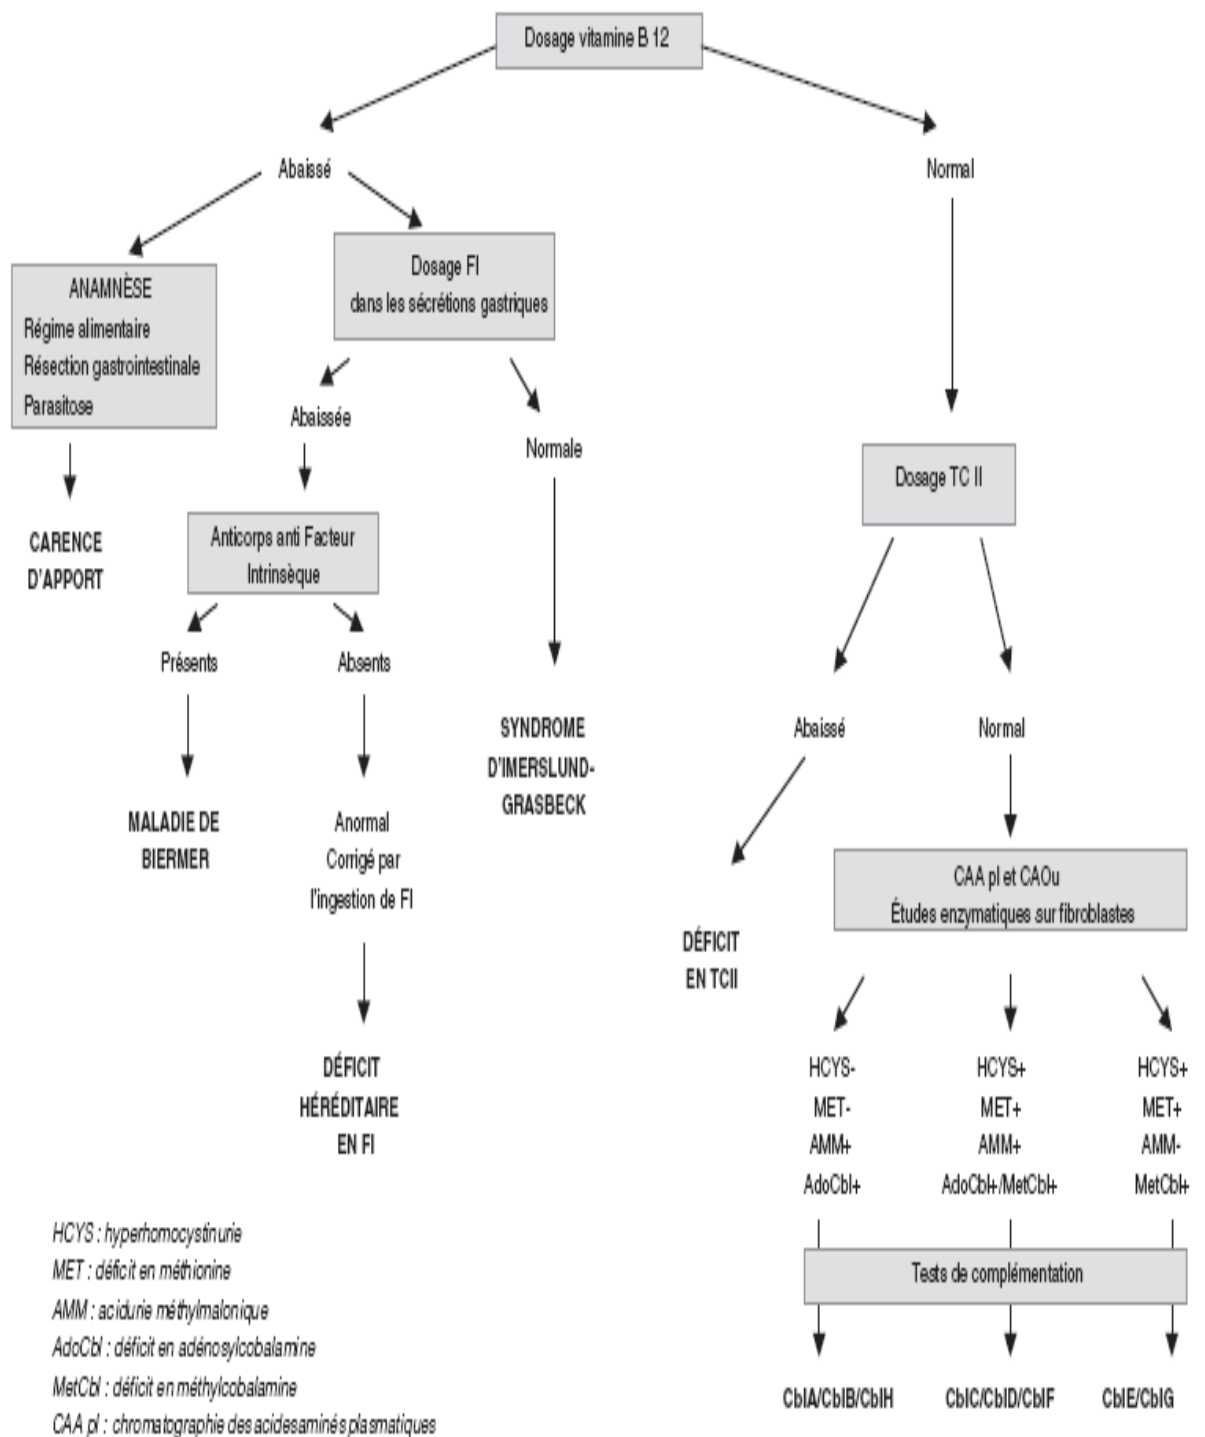 Dosage vitamine B 12
Abaissé
Normal
ANAMNÈSE
Régime alimentaire
Résection gastrointestinale
Parasitose
Dosage FI
dans les sécrétions gastriques
Abaissée
Normale
Dosage TC II
CARENCE
D'APPORT
Anticorps anti Facteur
Intrinsèque
Présents
Absents
SYNDROME
D'IMERSLUND-
GRASBECK
Abaissé
Normal
MALADIE DE
BIERMER
Anormal
Corrigé par
l'ingestion de FI
CAA pl et CAOu
Études enzymatiques sur fibroblastes
DÉFICIT
EN TCII
DÉFICIT
HÉRÉDITAIRE
EN FI
HCYS-
MET-
AMM+
AdoCbl+
HCYS+
MET+
AMM+
AdoCbl+/MetCbl+
HCYS+
MET+
AMM-
MetCbl+
Tests de complémentation
CblA/CblB/CblH
CblC/CblD/CblF
CblE/CblG
HCYS : hyperhomocystinurie
MET : déficit en méthionine
AMM : acidurie méthylmalonique
AdoCbl : déficit en adénosylcobalamine
MetCbl : déficit en méthylcobalamine
CAA pl : chromatographie des acides aminés plasmatiques